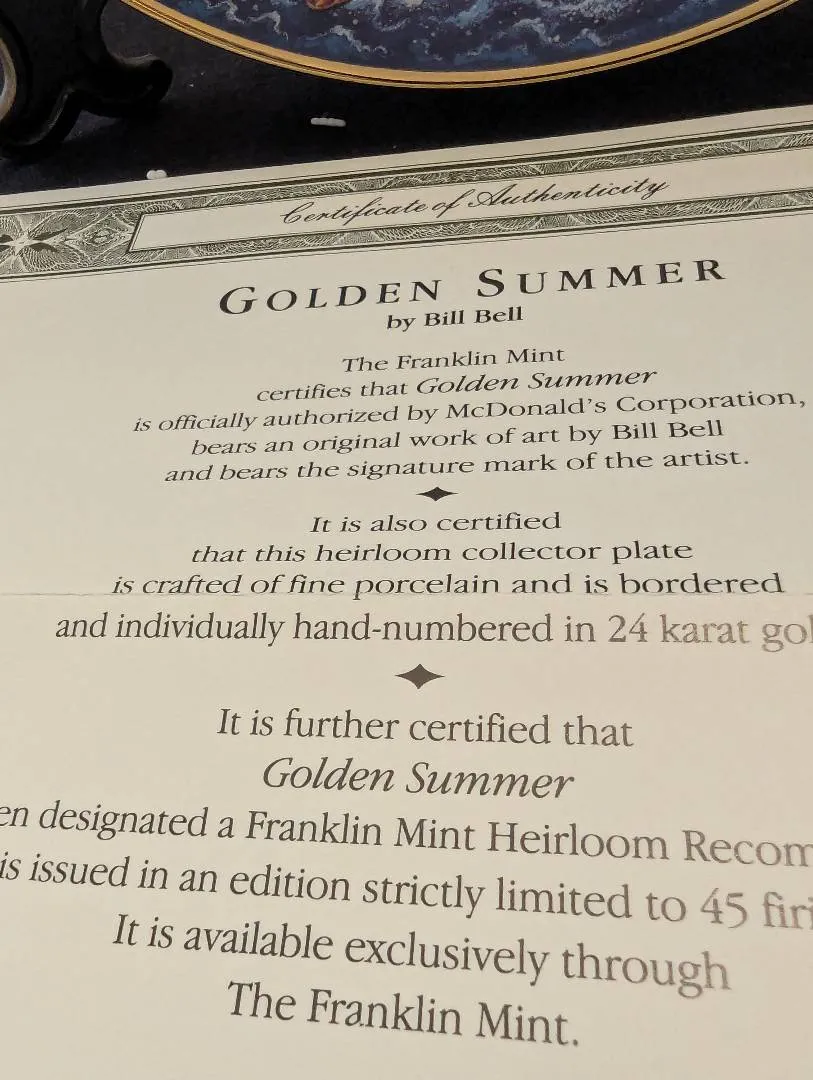 Certificate of Authenticity
GOLDEN SUMMER
by Bill Bell
The Franklin Mint
certifies that Golden Summer
is officially authorized by McDonald's Corporation,
bears an original work of art by Bill Bell
and bears the signature mark of the artist.
It is also certified
that this heirloom collector plate
is crafted of fine porcelain and is bordered
and individually hand-numbered in 24 karat gol
It is further certified that
Golden Summer
en designated a Franklin Mint Heirloom Recom
is issued in an edition strictly limited to 45 firi
It is available exclusively through
The Franklin Mint.